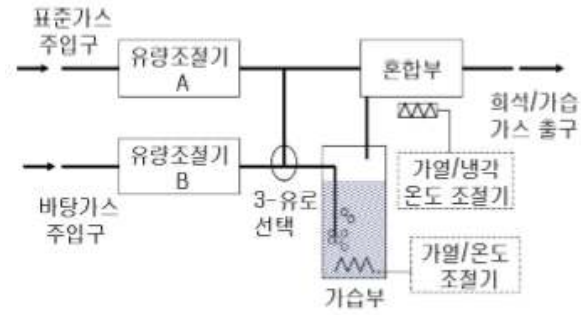 표준가스
주입구
유량조절기
A
혼합부
희석/가습
가스 출구
유량조절기
B
바탕가스
주입구
3-유로
선택
가열/냉각
온도 조절기
가열/온도
조절기
가습부